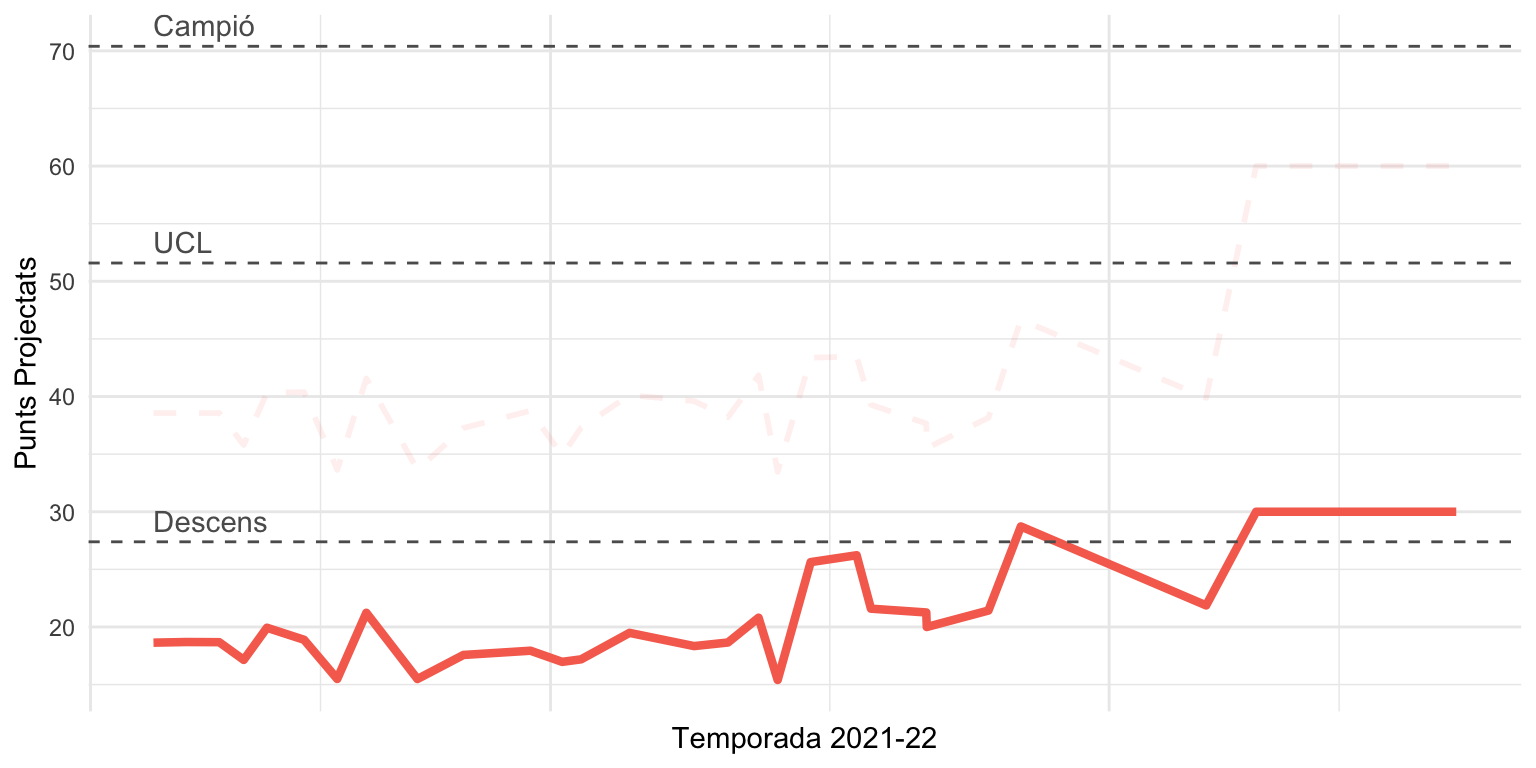 Campió
70
60
UCL
50
40
30
Descens
20
Punts Projectats
Temporada 2021-22